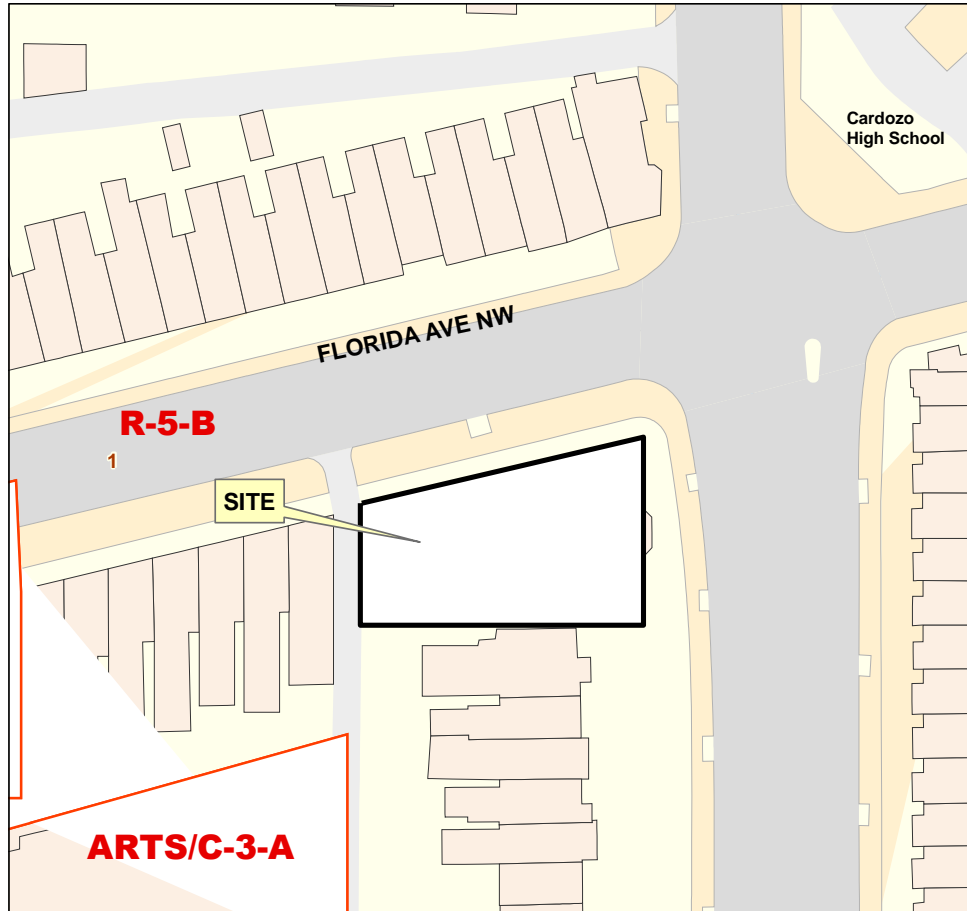 Cardozo
High School
FLORIDA AVE NW
R-5-B
1
SITE
ARTS/C-3-A